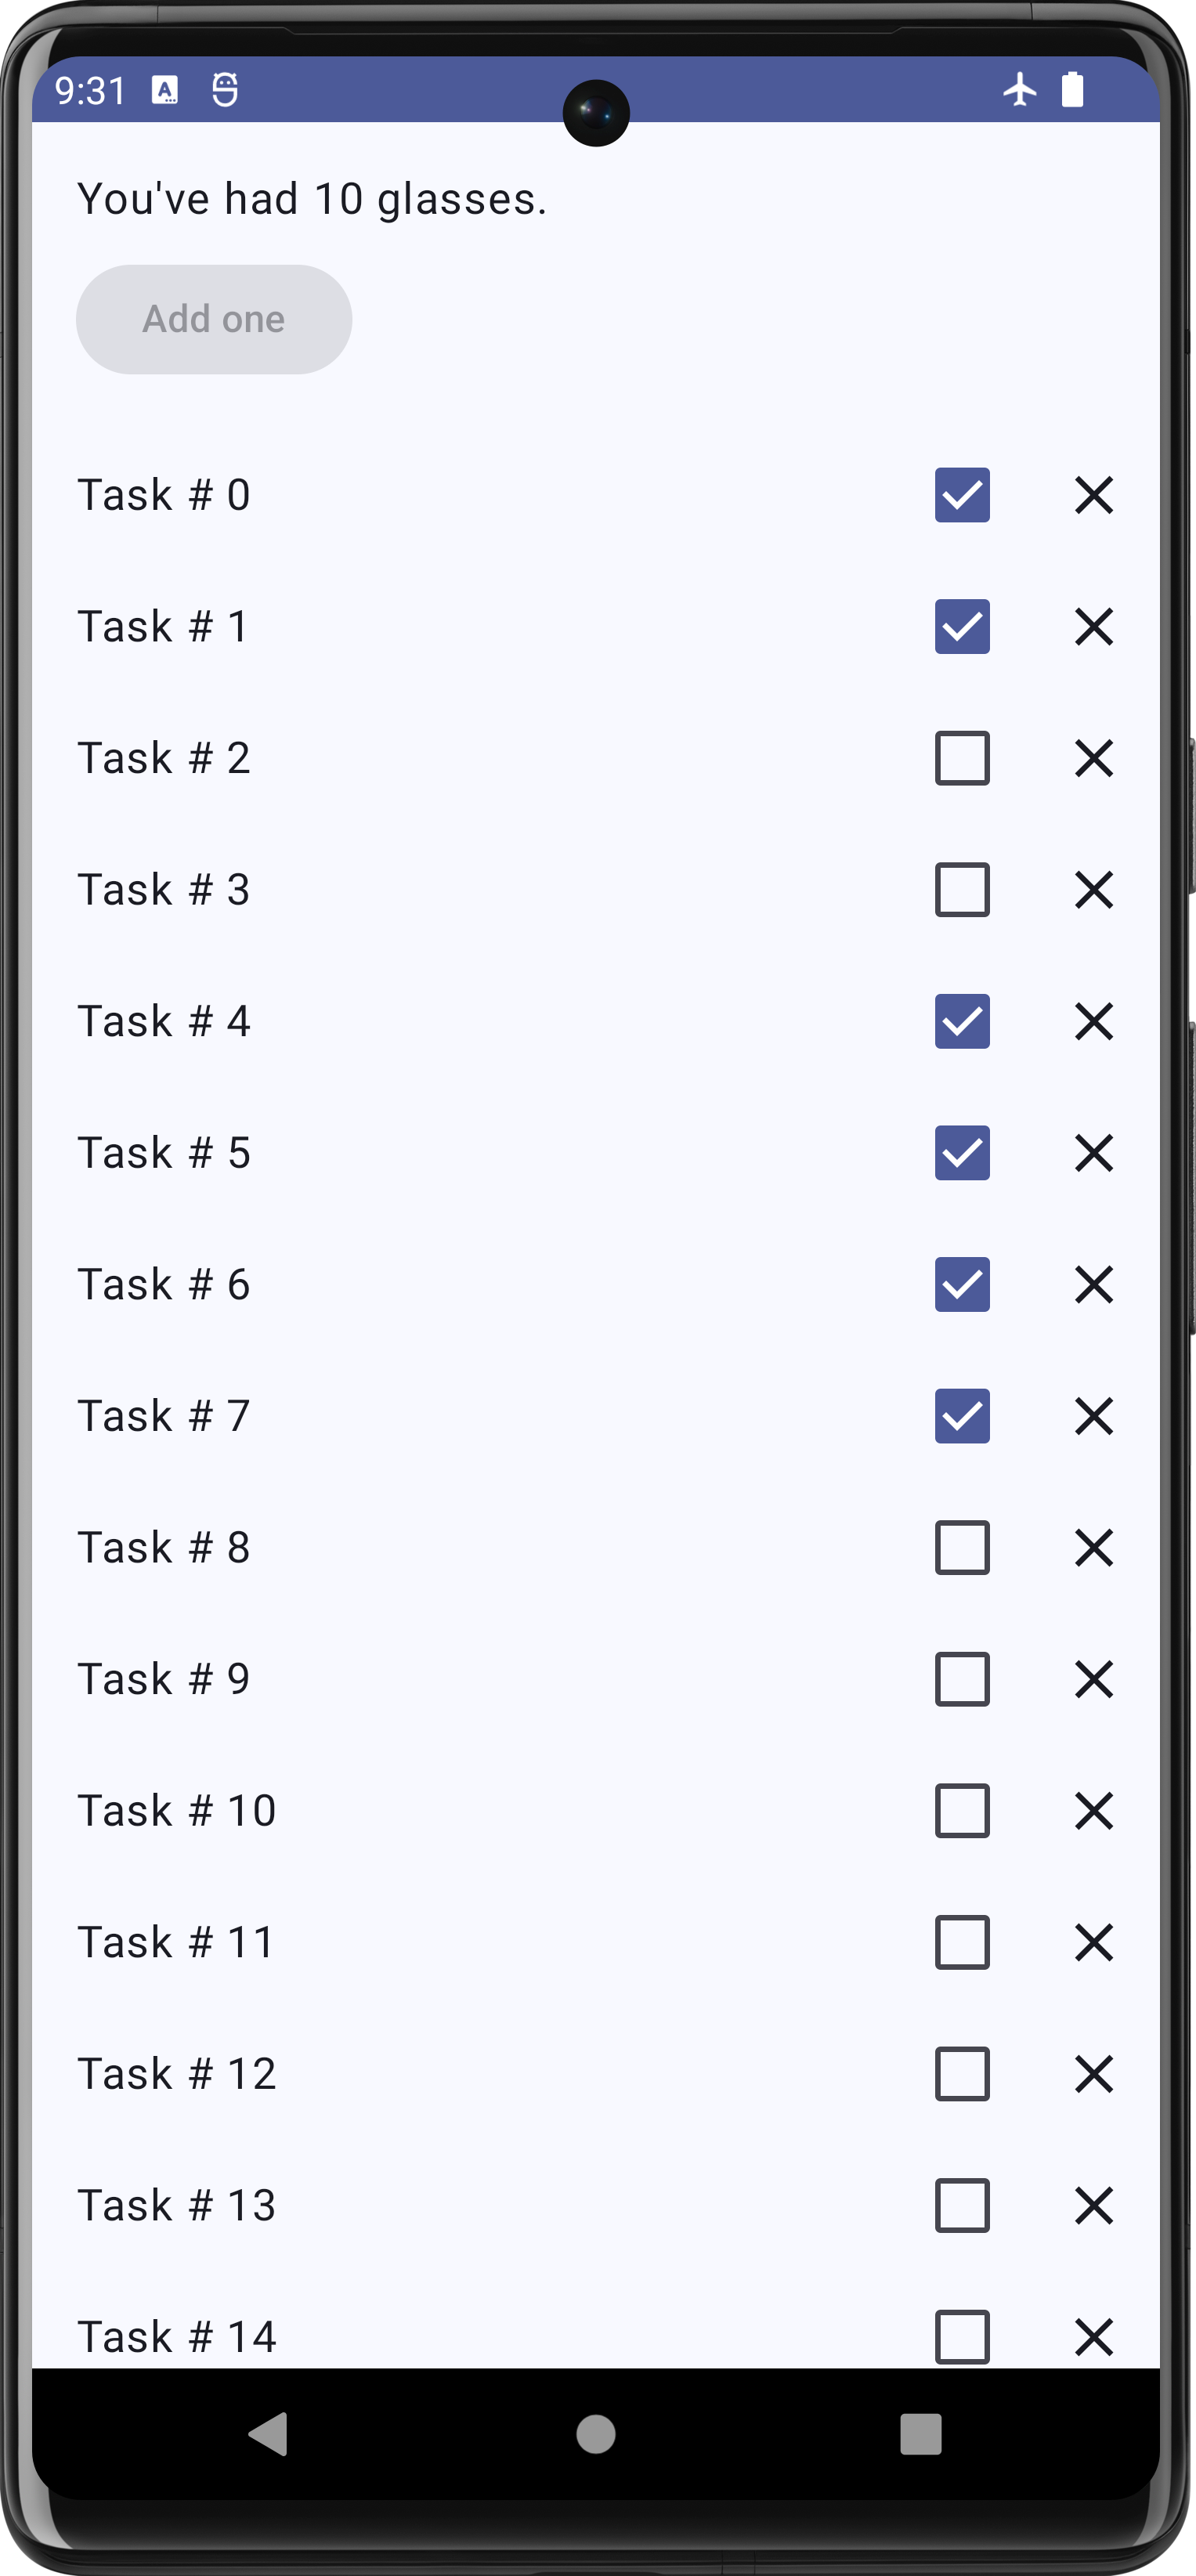 9:31
You've had 10 glasses.
Add one
Task # 0
Task # 1
Task # 2
Task # 3
Task # 4
Task # 5
Task # 6
Task # 7
Task # 8
Task # 9
Task # 10
Task # 11
Task # 12
Task # 13
Task # 14